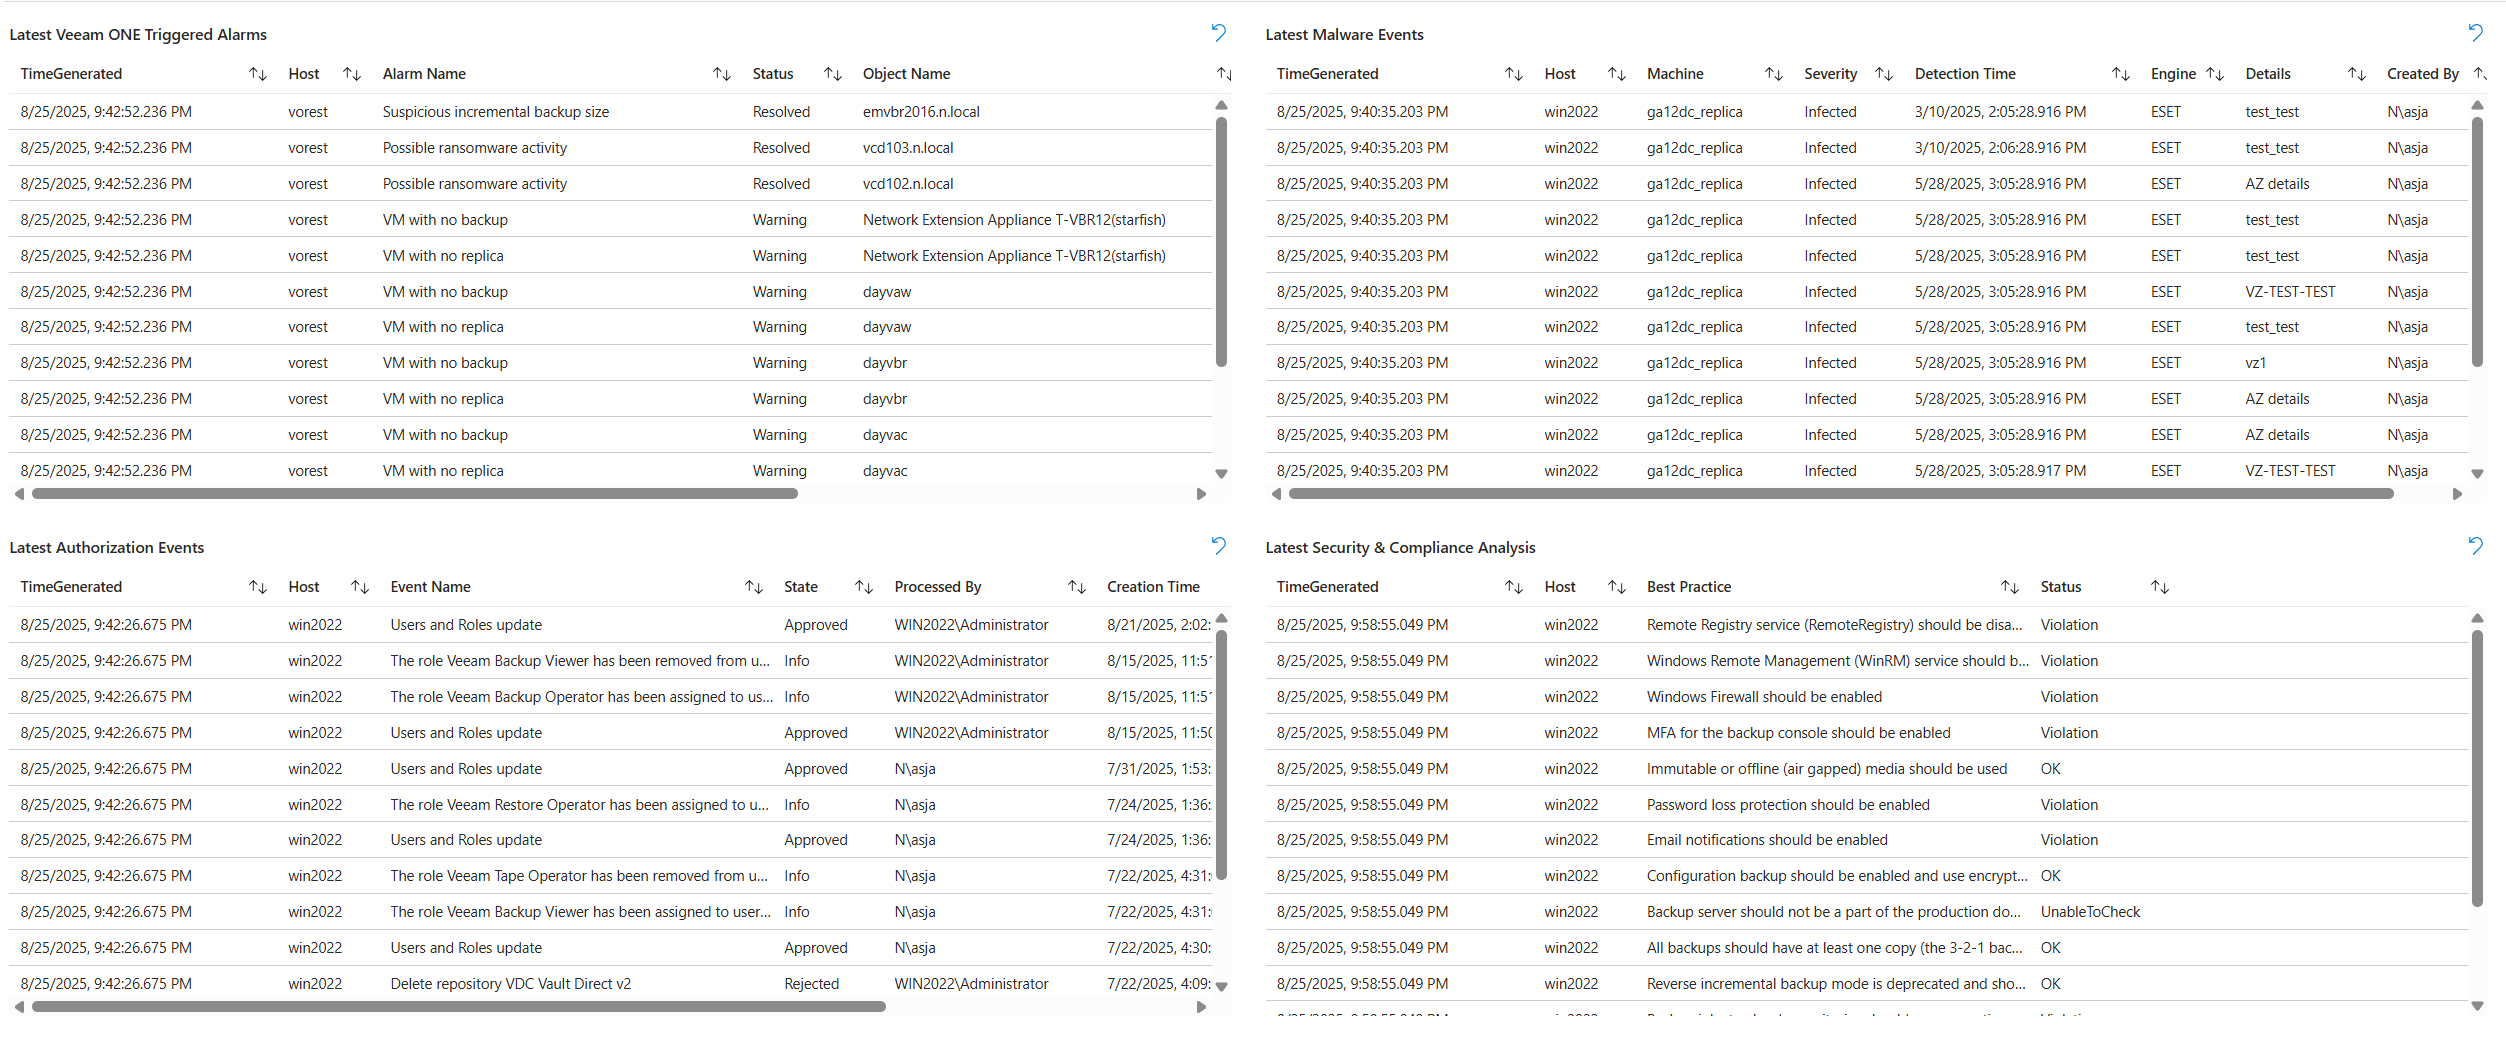 Latest Veeam ONE Triggered Alarms
TimeGenerated Host Alarm Name Status Object Name
8/25/2025, 9:42:52.236 PM vorest Suspicious incremental backup size Resolved emvbr2016.n.local
8/25/2025, 9:42:52.236 PM vorest Possible ransomware activity Resolved vcd103.n.local
8/25/2025, 9:42:52.236 PM vorest Possible ransomware activity Resolved vcd102.n.local
8/25/2025, 9:42:52.236 PM vorest VM with no backup Warning Network Extension Appliance T-VBR12(starfish)
8/25/2025, 9:42:52.236 PM vorest VM with no replica Warning Network Extension Appliance T-VBR12(starfish)
8/25/2025, 9:42:52.236 PM vorest VM with no backup Warning dayvaw
8/25/2025, 9:42:52.236 PM vorest VM with no replica Warning dayvaw
8/25/2025, 9:42:52.236 PM vorest VM with no backup Warning dayvbr
8/25/2025, 9:42:52.236 PM vorest VM with no replica Warning dayvbr
8/25/2025, 9:42:52.236 PM vorest VM with no backup Warning dayvac
8/25/2025, 9:42:52.236 PM vorest VM with no replica Warning dayvac
Latest Malware Events
TimeGenerated Host Machine Severity Detection Time Engine Details Created By
8/25/2025, 9:40:35.203 PM win2022 ga12dc_replica Infected 3/10/2025, 2:05:28.916 PM ESET test_test N\asja
8/25/2025, 9:40:35.203 PM win2022 ga12dc_replica Infected 3/10/2025, 2:06:28.916 PM ESET test_test N\asja
8/25/2025, 9:40:35.203 PM win2022 ga12dc_replica Infected 5/28/2025, 3:05:28.916 PM ESET AZ details N\asja
8/25/2025, 9:40:35.203 PM win2022 ga12dc_replica Infected 5/28/2025, 3:05:28.916 PM ESET test_test N\asja
8/25/2025, 9:40:35.203 PM win2022 ga12dc_replica Infected 5/28/2025, 3:05:28.916 PM ESET test_test N\asja
8/25/2025, 9:40:35.203 PM win2022 ga12dc_replica Infected 5/28/2025, 3:05:28.916 PM ESET VZ-TEST-TEST N\asja
8/25/2025, 9:40:35.203 PM win2022 ga12dc_replica Infected 5/28/2025, 3:05:28.916 PM ESET test_test N\asja
8/25/2025, 9:40:35.203 PM win2022 ga12dc_replica Infected 5/28/2025, 3:05:28.916 PM ESET vz1 N\asja
8/25/2025, 9:40:35.203 PM win2022 ga12dc_replica Infected 5/28/2025, 3:05:28.916 PM ESET AZ details N\asja
8/25/2025, 9:40:35.203 PM win2022 ga12dc_replica Infected 5/28/2025, 3:05:28.916 PM ESET AZ details N\asja
8/25/2025, 9:40:35.203 PM win2022 ga12dc_replica Infected 5/28/2025, 3:05:28.917 PM ESET VZ-TEST-TEST N\asja
Latest Authorization Events
TimeGenerated Host Event Name State Processed By Creation Time
8/25/2025, 9:42:26.675 PM win2022 Users and Roles update Approved WIN2022\Administrator 8/21/2025, 2:02:
8/25/2025, 9:42:26.675 PM win2022 The role Veeam Backup Viewer has been removed from u... Info WIN2022\Administrator 8/15/2025, 11:51
8/25/2025, 9:42:26.675 PM win2022 The role Veeam Backup Operator has been assigned to us... Info WIN2022\Administrator 8/15/2025, 11:51
8/25/2025, 9:42:26.675 PM win2022 Users and Roles update Approved WIN2022\Administrator 8/15/2025, 11:50
8/25/2025, 9:42:26.675 PM win2022 Users and Roles update Approved N\asja 7/31/2025, 1:53:
8/25/2025, 9:42:26.675 PM win2022 The role Veeam Restore Operator has been assigned to u... Info N\asja 7/24/2025, 1:36:
8/25/2025, 9:42:26.675 PM win2022 Users and Roles update Approved N\asja 7/24/2025, 1:36:
8/25/2025, 9:42:26.675 PM win2022 The role Veeam Tape Operator has been removed from u... Info N\asja 7/22/2025, 4:31:
8/25/2025, 9:42:26.675 PM win2022 The role Veeam Backup Viewer has been assigned to user... Info N\asja 7/22/2025, 4:31:
8/25/2025, 9:42:26.675 PM win2022 Users and Roles update Approved N\asja 7/22/2025, 4:30:
8/25/2025, 9:42:26.675 PM win2022 Delete repository VDC Vault Direct v2 Rejected WIN2022\Administrator 7/22/2025, 4:09:
Latest Security & Compliance Analysis
TimeGenerated Host Best Practice Status
8/25/2025, 9:58:55.049 PM win2022 Remote Registry service (RemoteRegistry) should be disa... Violation
8/25/2025, 9:58:55.049 PM win2022 Windows Remote Management (WinRM) service should b... Violation
8/25/2025, 9:58:55.049 PM win2022 Windows Firewall should be enabled Violation
8/25/2025, 9:58:55.049 PM win2022 MFA for the backup console should be enabled Violation
8/25/2025, 9:58:55.049 PM win2022 Immutable or offline (air gapped) media should be used OK
8/25/2025, 9:58:55.049 PM win2022 Password loss protection should be enabled Violation
8/25/2025, 9:58:55.049 PM win2022 Email notifications should be enabled Violation
8/25/2025, 9:58:55.049 PM win2022 Configuration backup should be enabled and use encrypt... OK
8/25/2025, 9:58:55.049 PM win2022 Backup server should not be a part of the production do... UnableToCheck
8/25/2025, 9:58:55.049 PM win2022 All backups should have at least one copy (the 3-2-1 bac... OK
8/25/2025, 9:58:55.049 PM win2022 Reverse incremental backup mode is deprecated and sho... OK